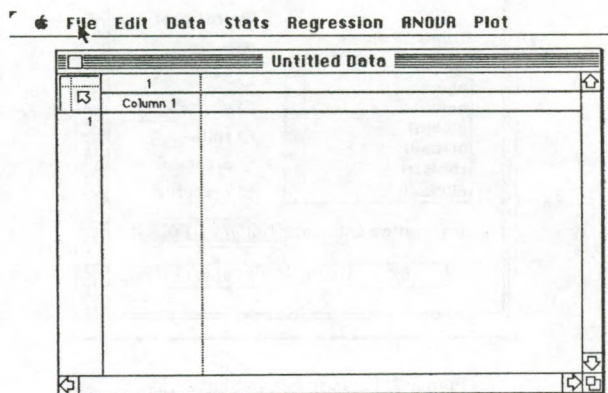 File Edit Data Stats Regression ANOVA Plot
Untitled Data
1
Column 1
1